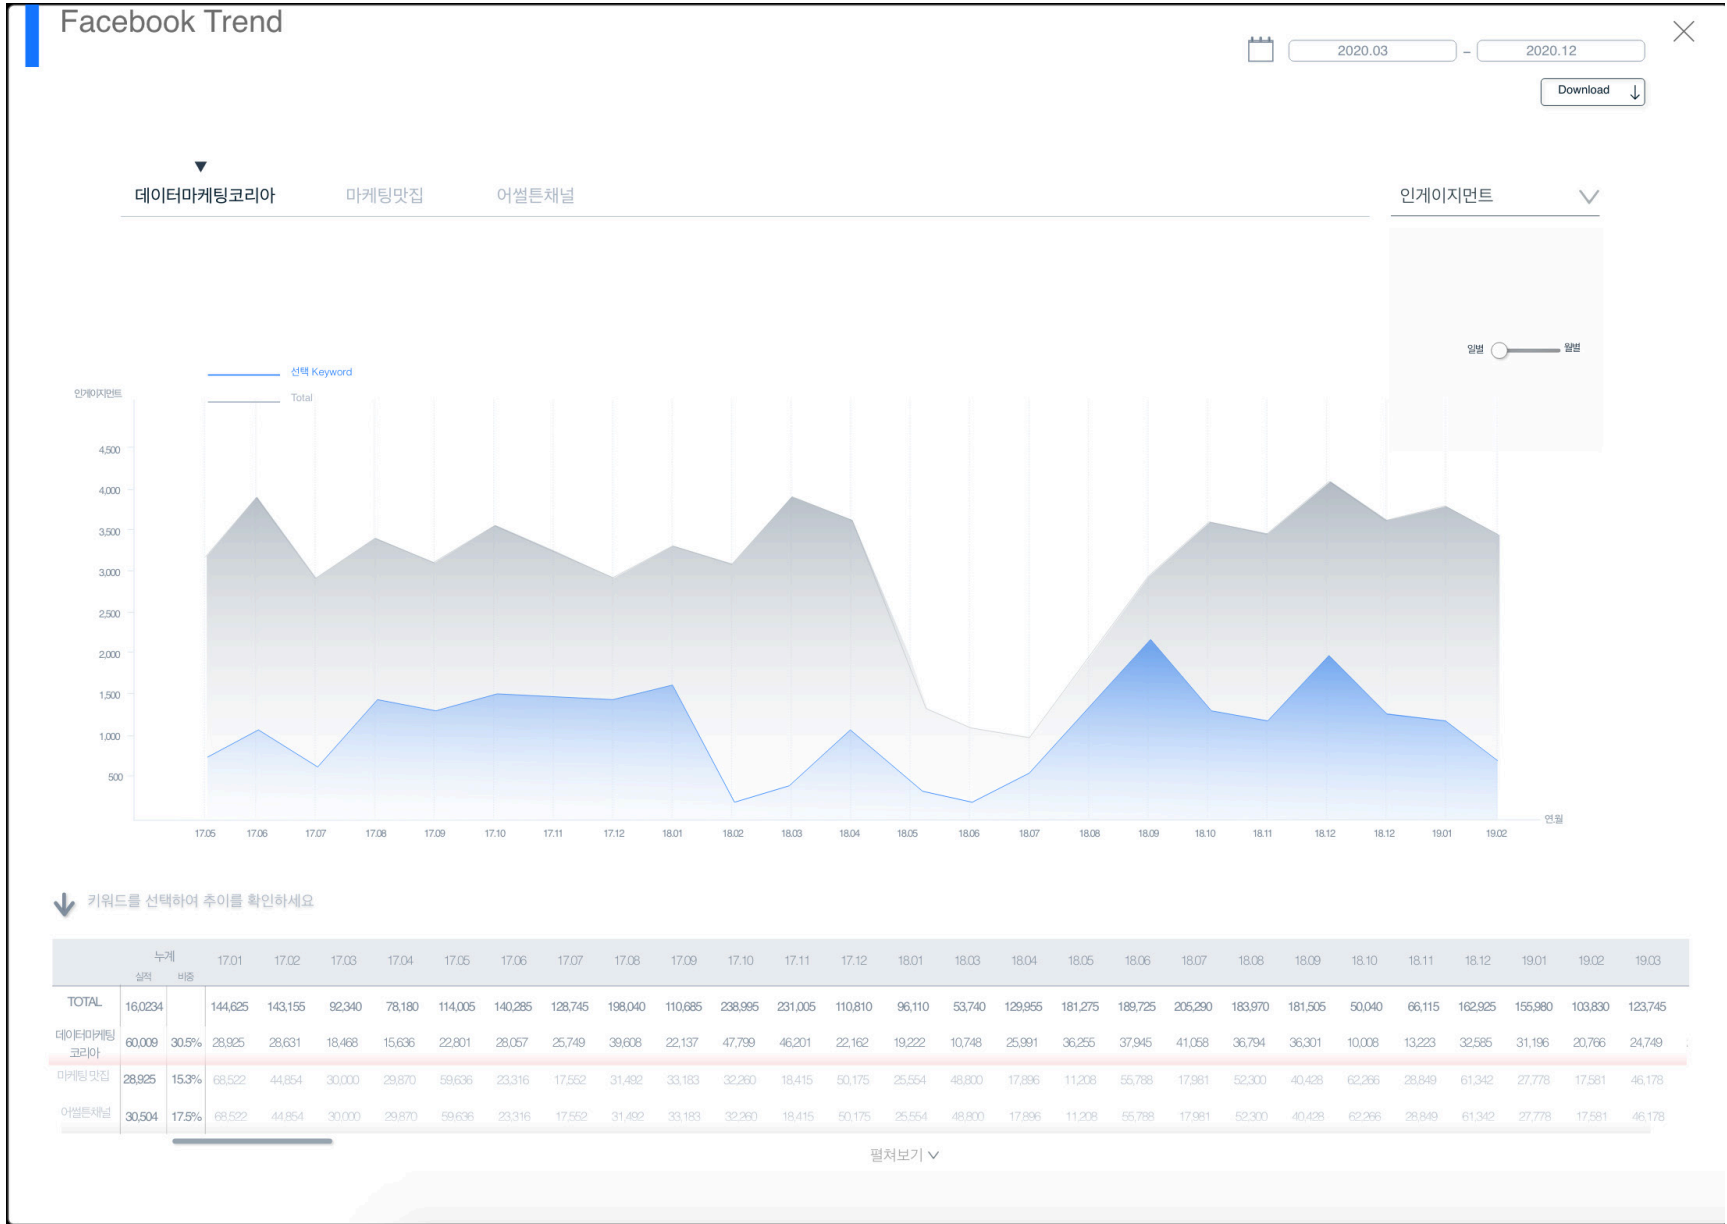 Facebook Trend
2020.03 – 2020.12
Download
데이터마케팅코리아 마케팅맛집 어썰튼채널 인게이지먼트
일별 월별
선택 Keyword
Total
인게이지먼트
4,500
4,000
3,500
3,000
2,500
2,000
1,500
1,000
500
17.05 17.06 17.07 17.08 17.09 17.10 17.11 17.12 18.01 18.02 18.03 18.04 18.05 18.06 18.07 18.08 18.09 18.10 18.11 18.12 18.12 19.01 19.02 연월
키워드를 선택하여 추이를 확인하세요
누계 17.01 17.02 17.03 17.04 17.05 17.06 17.07 17.08 17.09 17.10 17.11 17.12 18.01 18.03 18.04 18.05 18.06 18.07 18.08 18.09 18.10 18.11 18.12 19.01 19.02 19.03
실적 비중
TOTAL 16,0234 144,625 143,155 92,340 78,180 114,005 140,285 128,745 198,040 110,685 238,995 231,005 110,810 96,110 53,740 129,955 181,275 189,725 205,290 183,970 181,505 50,040 66,115 162,925 155,980 103,830 123,745
데이터마케팅
코리아 60,009 30.5% 28,925 28,631 18,468 15,636 22,801 28,057 25,749 39,608 22,137 47,799 46,201 22,162 19,222 10,748 25,991 36,255 37,945 41,058 36,794 36,301 10,008 13,223 32,585 31,196 20,766 24,749
마케팅 맛집 28,925 15.3% 68,522 44,854 30,000 29,870 59,636 23,316 17,552 31,492 33,183 32,260 18,415 50,175 25,554 48,800 17,896 11,208 55,788 17,981 52,300 40,428 62,266 28,849 61,342 27,778 17,581 46,178
어썰튼채널 30,504 17.5% 68,522 44,854 30,000 29,870 59,636 23,316 17,552 31,492 33,183 32,260 18,415 50,175 25,554 48,800 17,896 11,208 55,788 17,981 52,300 40,428 62,266 28,849 61,342 27,778 17,581 46,178
펼쳐보기